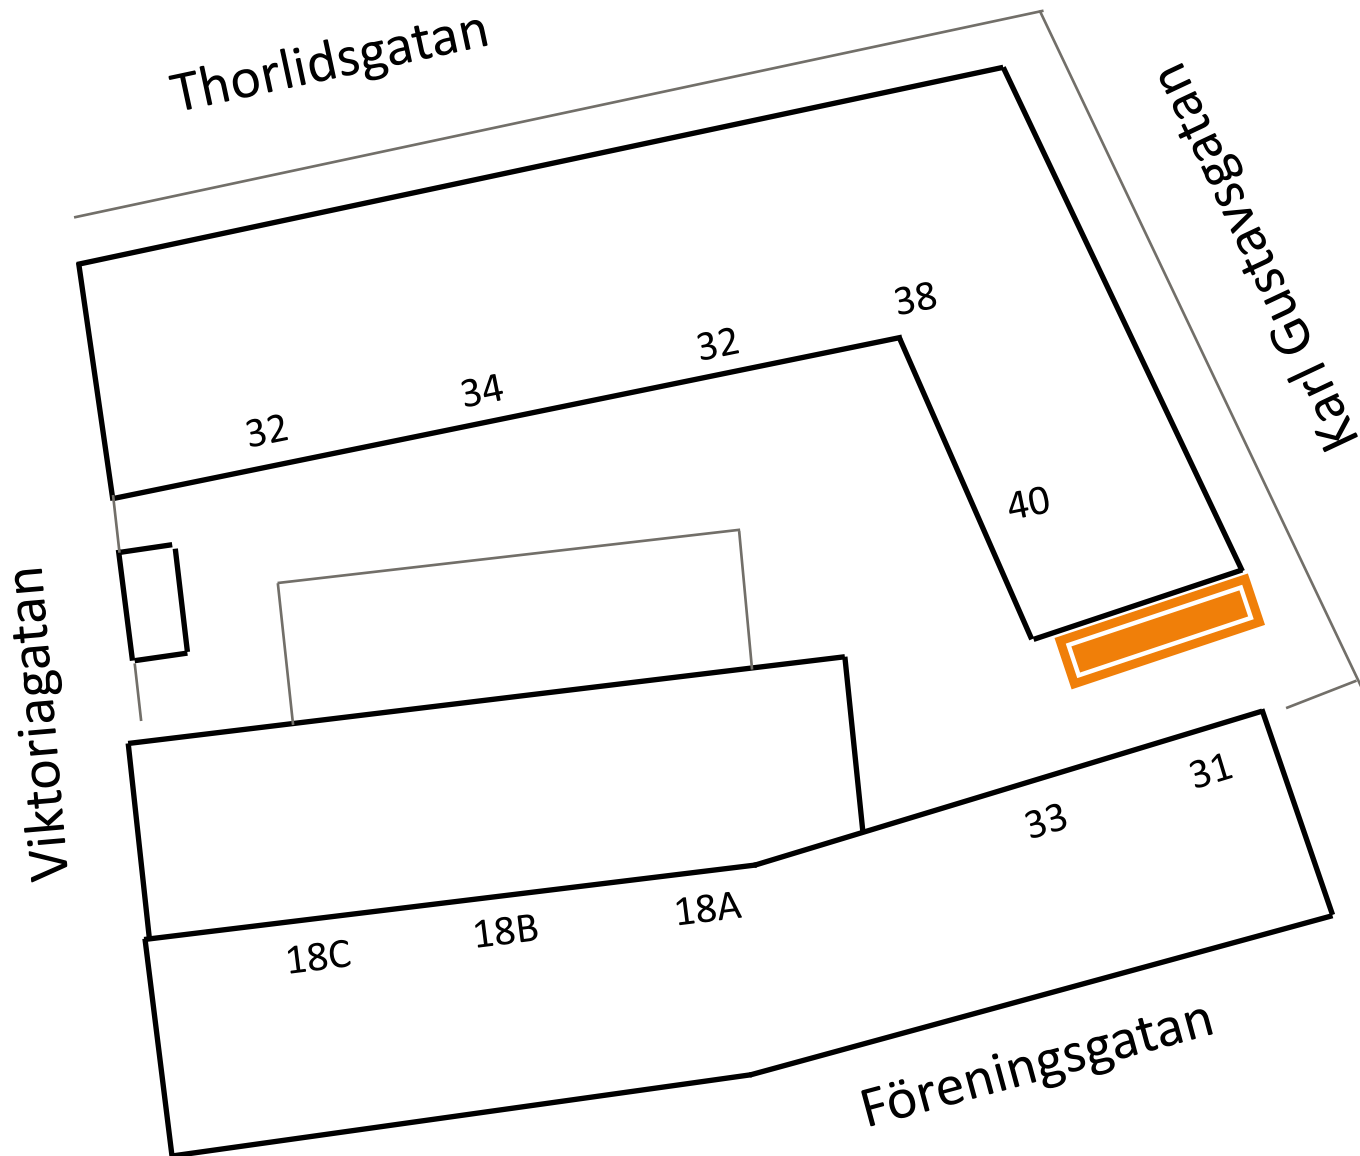 Thorlidsgatan
Karl Gustavsgatan
38
32
34
32
40
Viktoriagatan
31
33
18A
18B
18C
Föreningsgatan